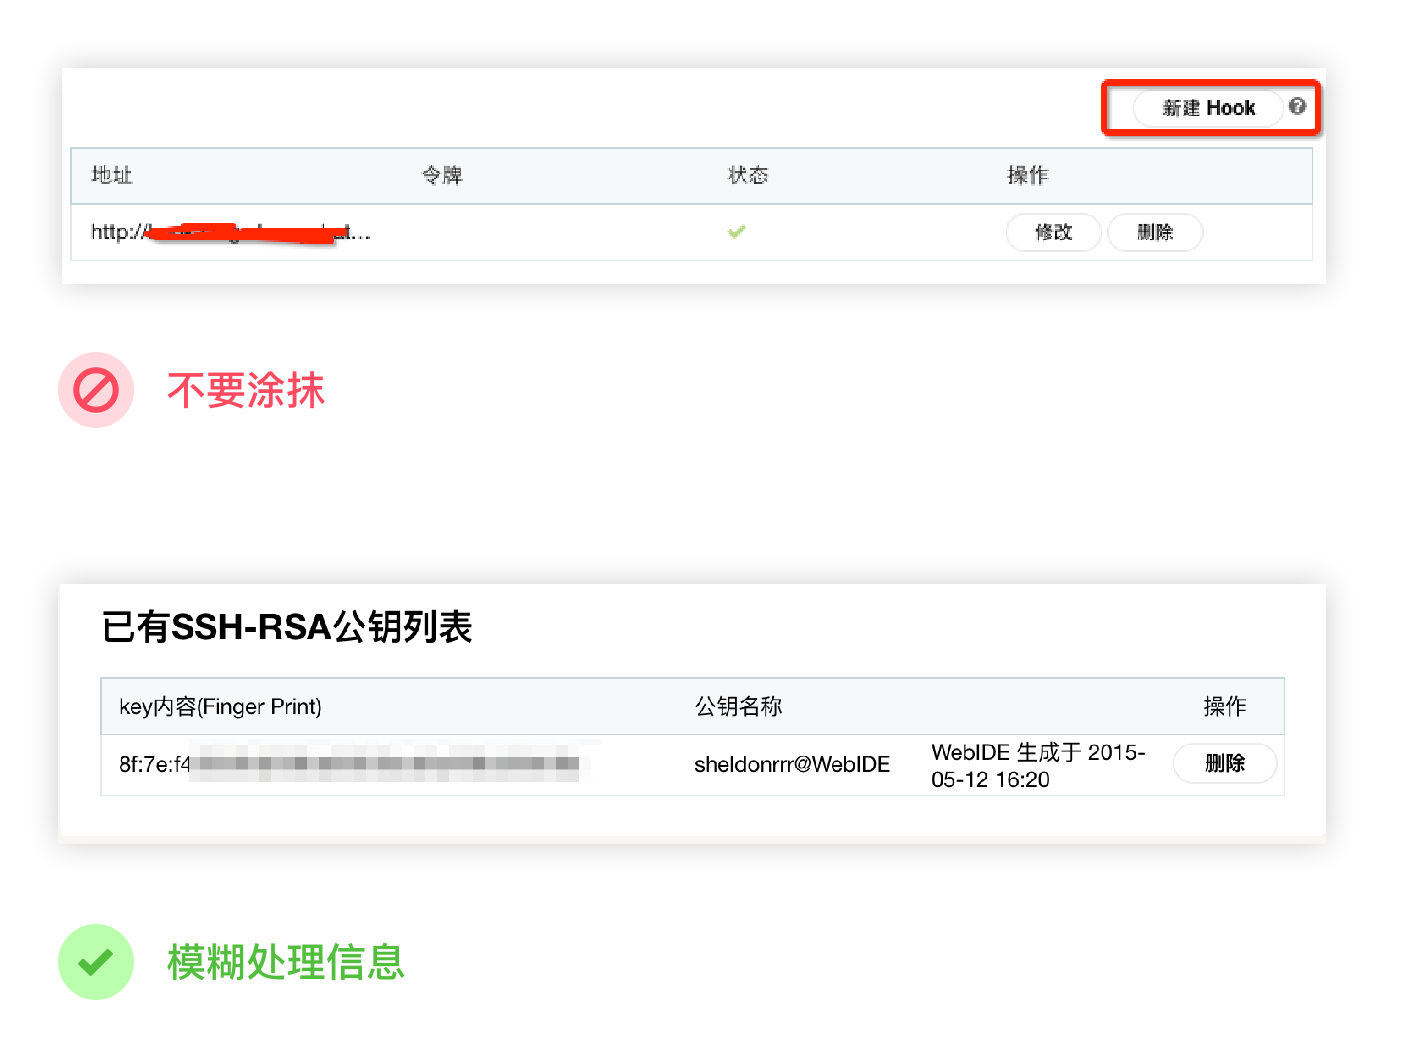 新建 Hook
地址 令牌 状态 操作
http:// ... 修改 删除
不要涂抹
已有SSH-RSA公钥列表
key内容(Finger Print) 公钥名称 操作
8f:7e:f4 sheldonrrr@WebIDE WebIDE 生成于 2015-
05-12 16:20 删除
模糊处理信息